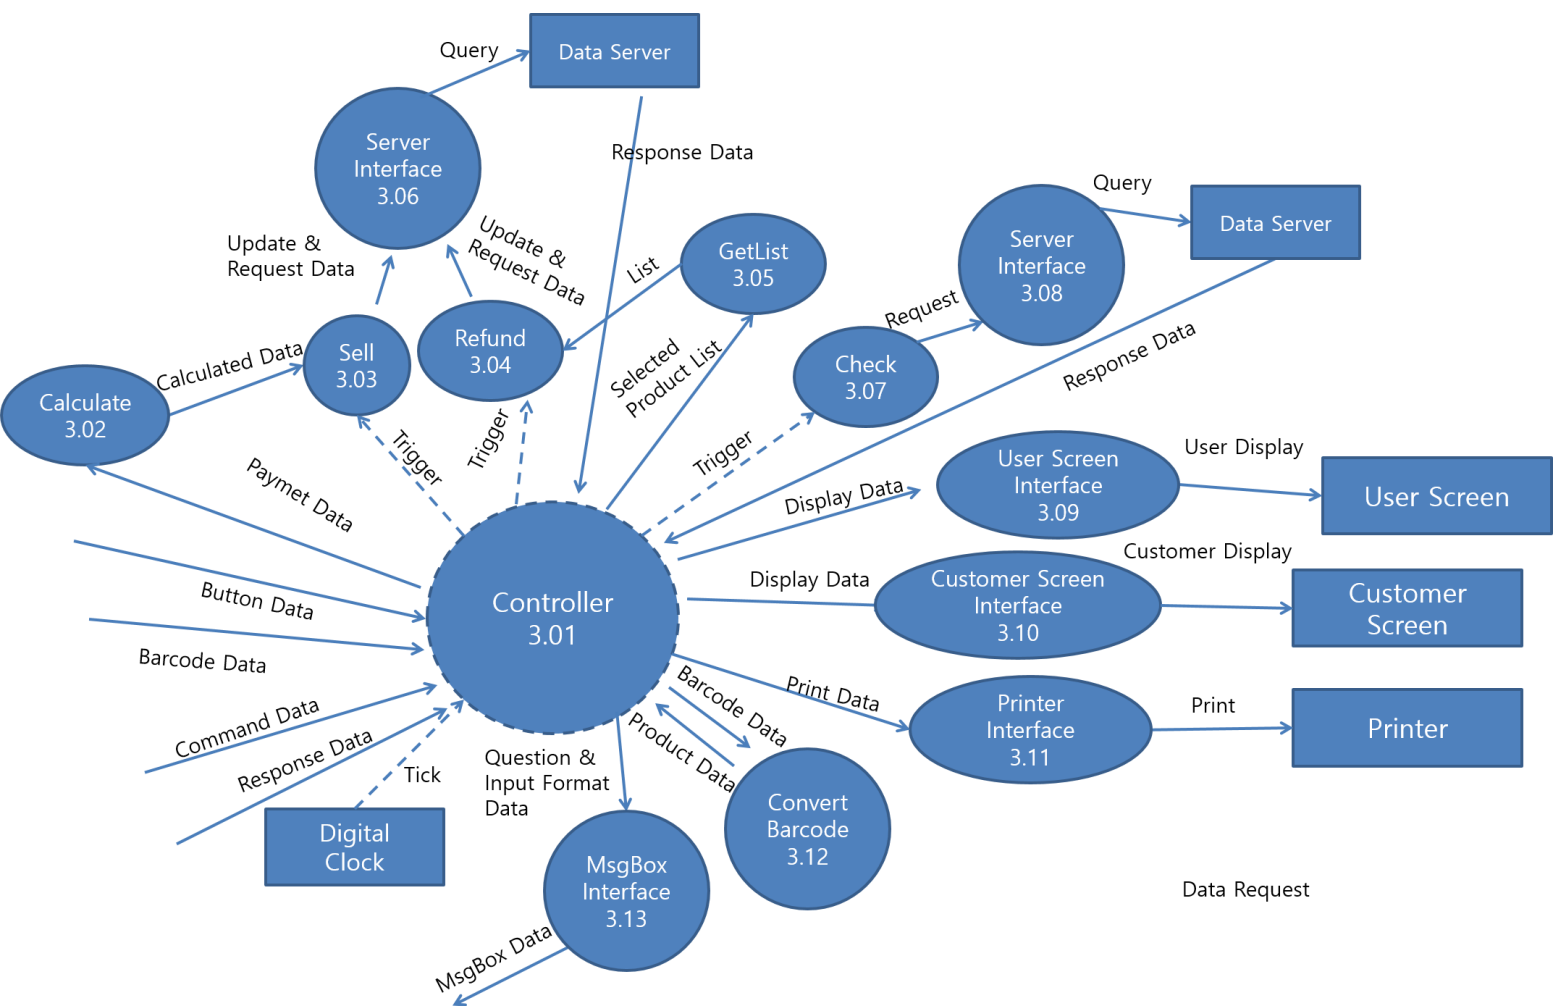 Query
Data Server
Server
Interface
3.06
Response Data
Query
Data Server
Server
Interface
3.08
Update &
Request Data
Update &
Request Data
List
GetList
3.05
Request
Response Data
Sell
3.03
Refund
3.04
Selected
Product List
Check
3.07
Calculated Data
Calculate
3.02
Trigger
Trigger
Trigger
Paymet Data
Display Data
User Screen
Interface
3.09
User Display
User Screen
Button Data
Controller
3.01
Display Data
Customer Screen
Interface
3.10
Customer Display
Customer
Screen
Barcode Data
Command Data
Response Data
Tick
Digital
Clock
Question &
Input Format
Data
Barcode Data
Product Data
Print Data
Printer
Interface
3.11
Print
Printer
Convert
Barcode
3.12
MsgBox
Interface
3.13
MsgBox Data
Data Request